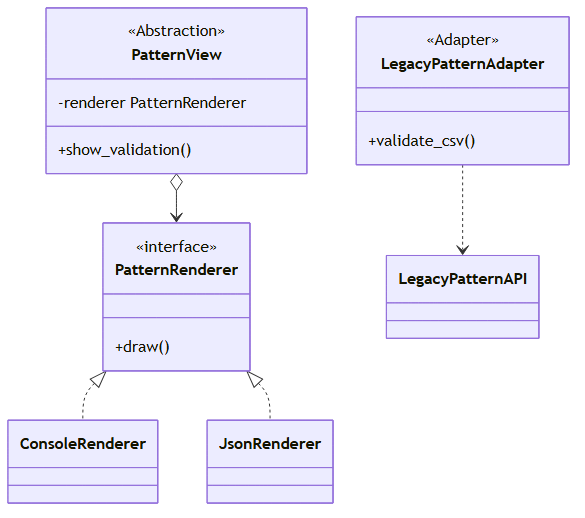 «Abstraction»
PatternView
-renderer PatternRenderer
+show_validation()
«Adapter»
LegacyPatternAdapter
+validate_csv()
«interface»
PatternRenderer
+draw()
LegacyPatternAPI
ConsoleRenderer
JsonRenderer